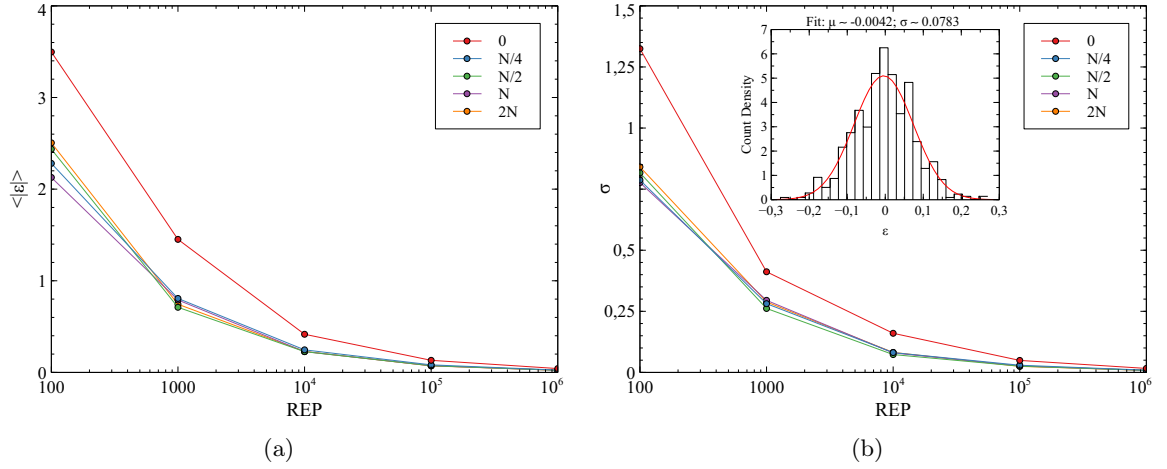 4
3
2
1
0
<|ε|>
100
1000
10⁴
10⁵
10⁶
REP
0
N/4
N/2
N
2N
(a)
1,5
1,25
1
0,75
0,5
0,25
0
σ
100
1000
10⁴
10⁵
10⁶
REP
0
N/4
N/2
N
2N
Fit: μ ~ -0.0042; σ ~ 0.0783
7
6
5
4
3
2
1
0
Count Density
−0,3
−0,2
−0,1
0
0,1
0,2
0,3
ε
(b)